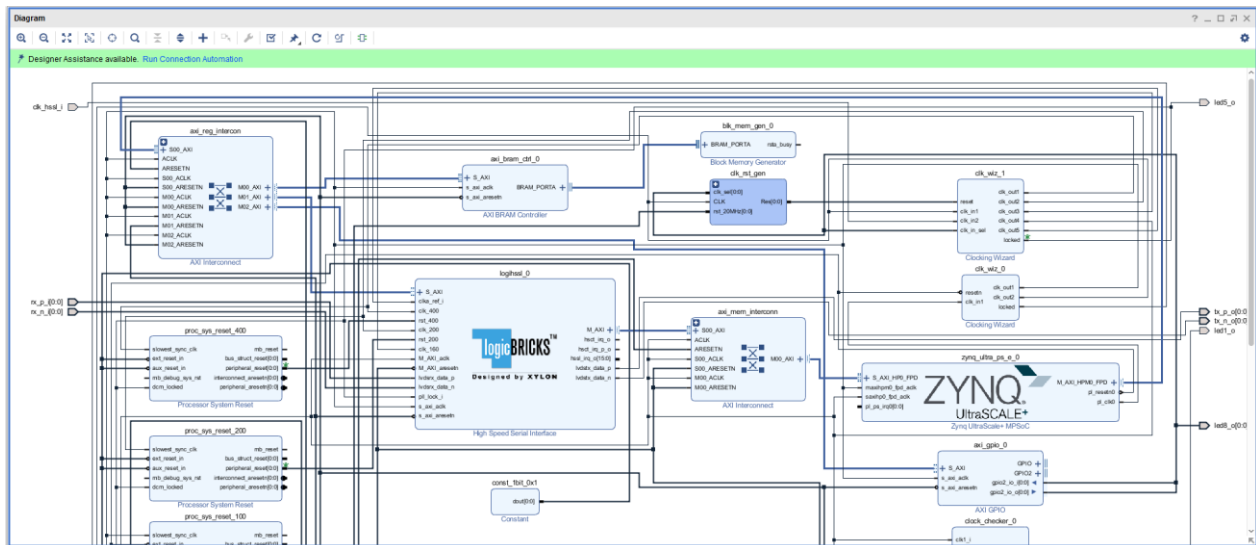 Diagram
Designer Assistance available. Run Connection Automation
clk_hssl_i
rx_p_i[0:0]
rx_n_i[0:0]
axi_reg_intercon
S00_AXI
ACLK
ARESETN
S00_ACLK
S00_ARESETN
M00_ACLK
M00_ARESETN
M01_ACLK
M01_ARESETN
M02_ACLK
M02_ARESETN
M00_AXI
M01_AXI
M02_AXI
AXI Interconnect
proc_sys_reset_400
slowest_sync_clk
ext_reset_in
aux_reset_in
mb_debug_sys_rst
dcm_locked
mb_reset
bus_struct_reset[0:0]
peripheral_reset[0:0]
interconnect_aresetn[0:0]
peripheral_aresetn[0:0]
Processor System Reset
proc_sys_reset_200
slowest_sync_clk
ext_reset_in
aux_reset_in
mb_debug_sys_rst
dcm_locked
mb_reset
bus_struct_reset[0:0]
peripheral_reset[0:0]
interconnect_aresetn[0:0]
peripheral_aresetn[0:0]
Processor System Reset
proc_sys_reset_100
slowest_sync_clk
mb_reset
axi_bram_ctrl_0
S_AXI
s_axi_aclk
s_axi_aresetn
BRAM_PORTA
AXI BRAM Controller
logihssl_0
S_AXI
clka_ref_i
clk_400
rst_400
clk_200
rst_200
clk_160
M_AXI_aclk
M_AXI_aresetn
lvdsrx_data_p
lvdsrx_data_n
pll_lock_i
s_axi_aclk
s_axi_aresetn
logicBRICKS™
Designed by XYLON
M_AXI
hsct_irq_o
hsct_irq_p_o
hssl_irq_o[15:0]
lvdstx_data_p
lvdstx_data_n
High Speed Serial Interface
const_1bit_0x1
dout[0:0]
Constant
blk_mem_gen_0
BRAM_PORTA
rsta_busy
Block Memory Generator
clk_rst_gen
clk_sel[0:0]
CLK
rst_20MHz[0:0]
Res[0:0]
axi_mem_interconn
S00_AXI
ACLK
ARESETN
S00_ACLK
S00_ARESETN
M00_ACLK
M00_ARESETN
M00_AXI
AXI Interconnect
clk_wiz_1
reset
clk_in1
clk_in2
clk_in_sel
clk_out1
clk_out2
clk_out3
clk_out4
clk_out5
locked
Clocking Wizard
clk_wiz_0
resetn
clk_in1
clk_out1
clk_out2
locked
Clocking Wizard
zynq_ultra_ps_e_0
S_AXI_HP0_FPD
maxihpm0_fpd_aclk
saxihp0_fpd_aclk
pl_ps_irq0[0:0]
ZYNQ
UltraSCALE+
M_AXI_HPM0_FPD
pl_resetn0
pl_clk0
Zynq UltraScale+ MPSoC
axi_gpio_0
S_AXI
s_axi_aclk
s_axi_aresetn
GPIO
GPIO2
gpio2_io_i[0:0]
gpio2_io_o[0:0]
AXI GPIO
clock_checker_0
clk1_i
led5_o
tx_p_o[0:0
tx_n_o[0:0
led1_o
led8_o[0:0